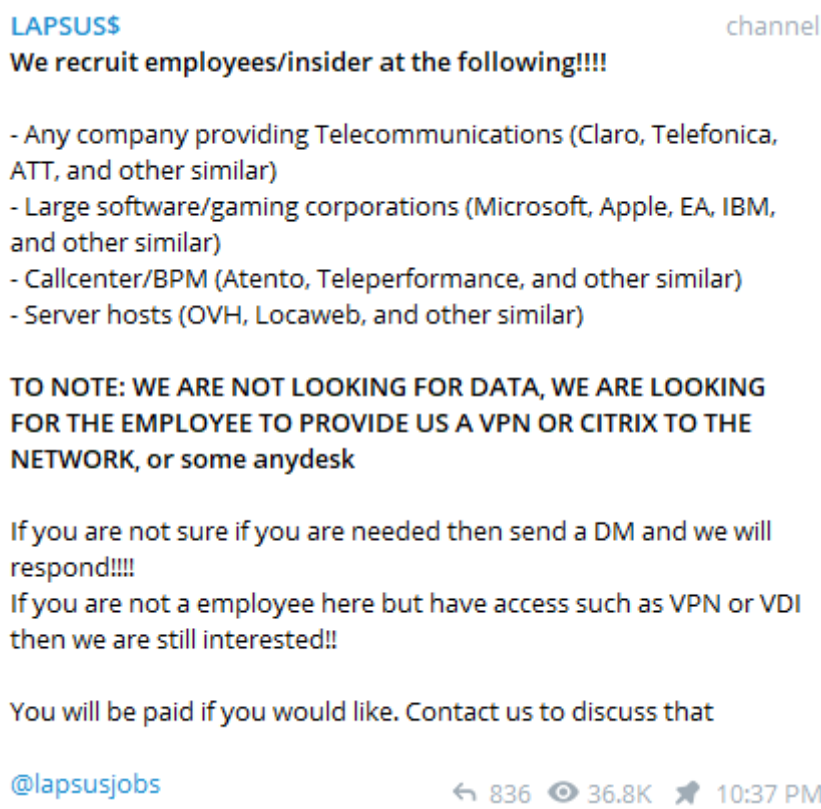 LAPSUS$ channel
We recruit employees/insider at the following!!!!
- Any company providing Telecommunications (Claro, Telefonica,
ATT, and other similar)
- Large software/gaming corporations (Microsoft, Apple, EA, IBM,
and other similar)
- Callcenter/BPM (Atento, Teleperformance, and other similar)
- Server hosts (OVH, Locaweb, and other similar)
TO NOTE: WE ARE NOT LOOKING FOR DATA, WE ARE LOOKING
FOR THE EMPLOYEE TO PROVIDE US A VPN OR CITRIX TO THE
NETWORK, or some anydesk
If you are not sure if you are needed then send a DM and we will
respond!!!!
If you are not a employee here but have access such as VPN or VDI
then we are still interested!!
You will be paid if you would like. Contact us to discuss that
@lapsusjobs
836 36.8K 10:37 PM